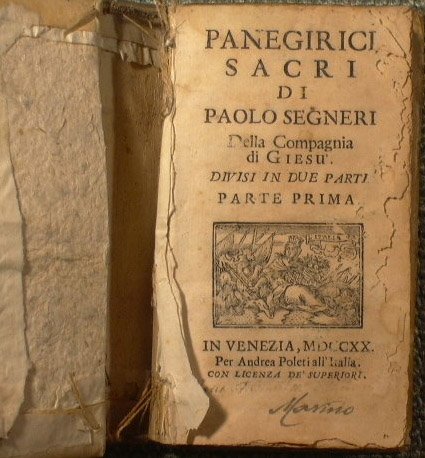 PANEGIRICI
SACRI
DI
PAOLO SEGNERI
Della Compagnia
di GIESU'.
DIVISI IN DUE PARTI
PARTE PRIMA
IN VENEZIA, MDCCXX.
Per Andrea Poleti all'Italia.
CON LICENZA DE' SUPERIORI.
Marino